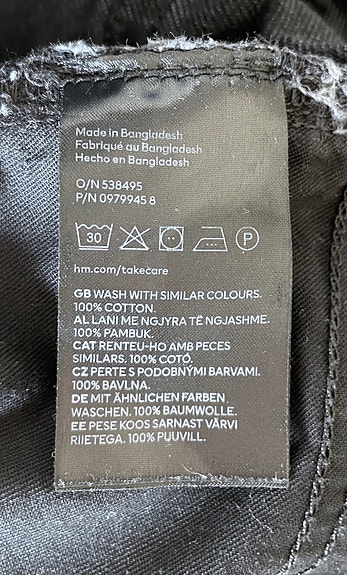 Made in Bangladesh
Fabriqué au Bangladesh
Hecho en Bangladesh
O/N 538495
P/N 0979945 8
30
P
hm.com/takecare
GB WASH WITH SIMILAR COLOURS.
100% COTTON.
AL LANI ME NGJYRA TË NGJASHME.
100% PAMBUK.
CAT RENTEU-HO AMB PECES
SIMILARS. 100% COTÓ.
CZ PERTE S PODOBNÝMI BARVAMI.
100% BAVLNA.
DE MIT ÄHNLICHEN FARBEN
WASCHEN. 100% BAUMWOLLE.
EE PESE KOOS SARNAST VÄRVI
RIIETEGA. 100% PUUVILL.